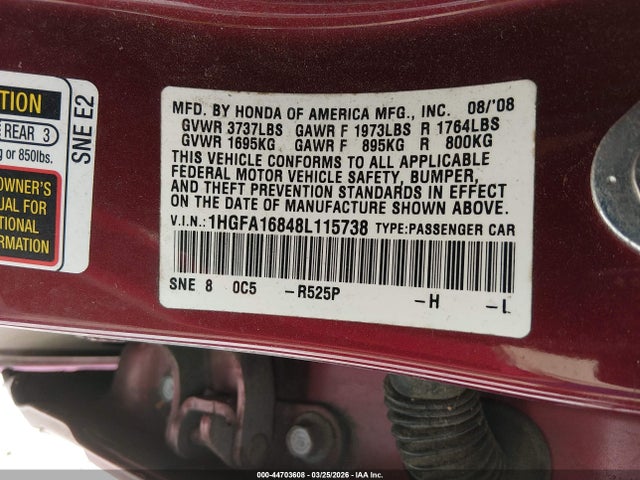 TION
REAR 3
g or 850lbs.
SNE E2
OWNER'S
UAL FOR
TIONAL
MATION
MFD. BY HONDA OF AMERICA MFG., INC. 08/'08
GVWR 3737LBS GAWR F 1973LBS R 1764LBS
GVWR 1695KG GAWR F 895KG R 800KG
THIS VEHICLE CONFORMS TO ALL APPLICABLE
FEDERAL MOTOR VEHICLE SAFETY, BUMPER,
AND THEFT PREVENTION STANDARDS IN EFFECT
ON THE DATE OF MANUFACTURE SHOWN ABOVE.
V.I.N.: 1HGFA16848L115738 TYPE:PASSENGER CAR
SNE 8 0C5 -R525P -H -L
000-44703608 - 03/25/2026 - IAA Inc.